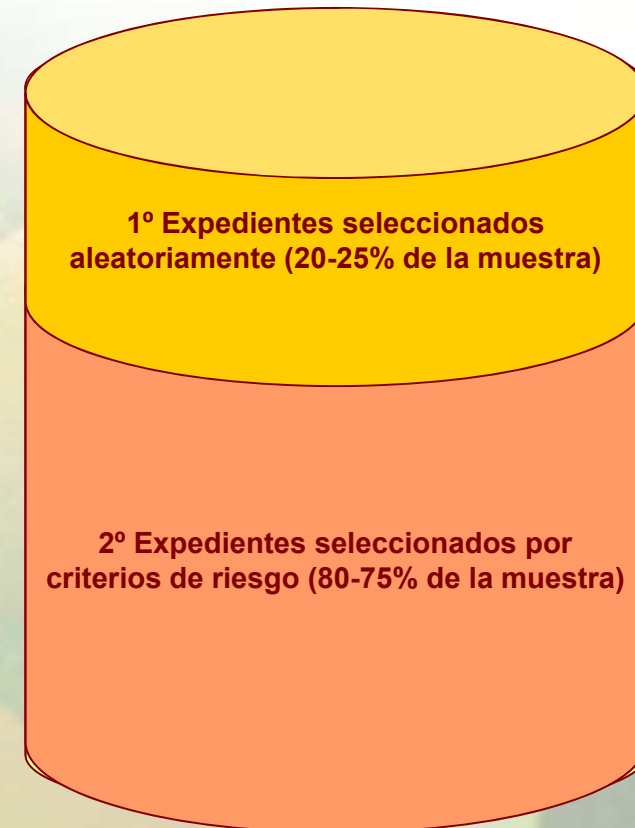 1º Expedientes seleccionados
aleatoriamente (20-25% de la muestra)
2º Expedientes seleccionados por
criterios de riesgo (80-75% de la muestra)